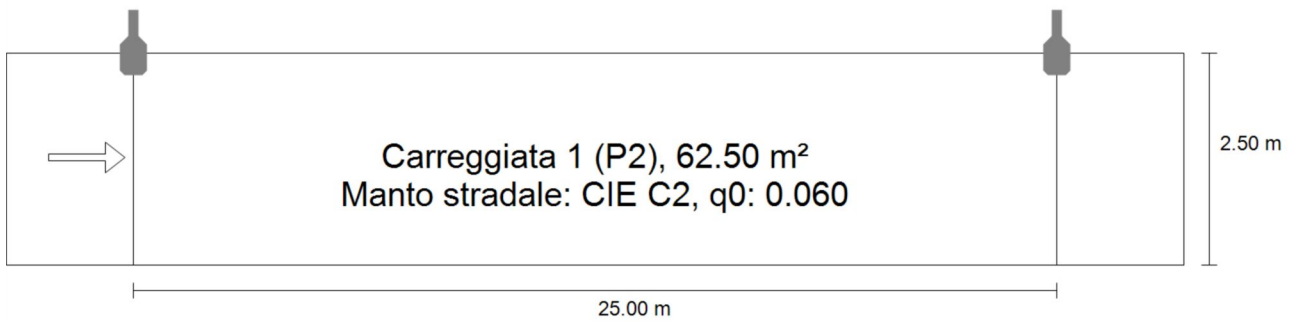 Carreggiata 1 (P2), 62.50 m²
Manto stradale: CIE C2, q0: 0.060
2.50 m
25.00 m